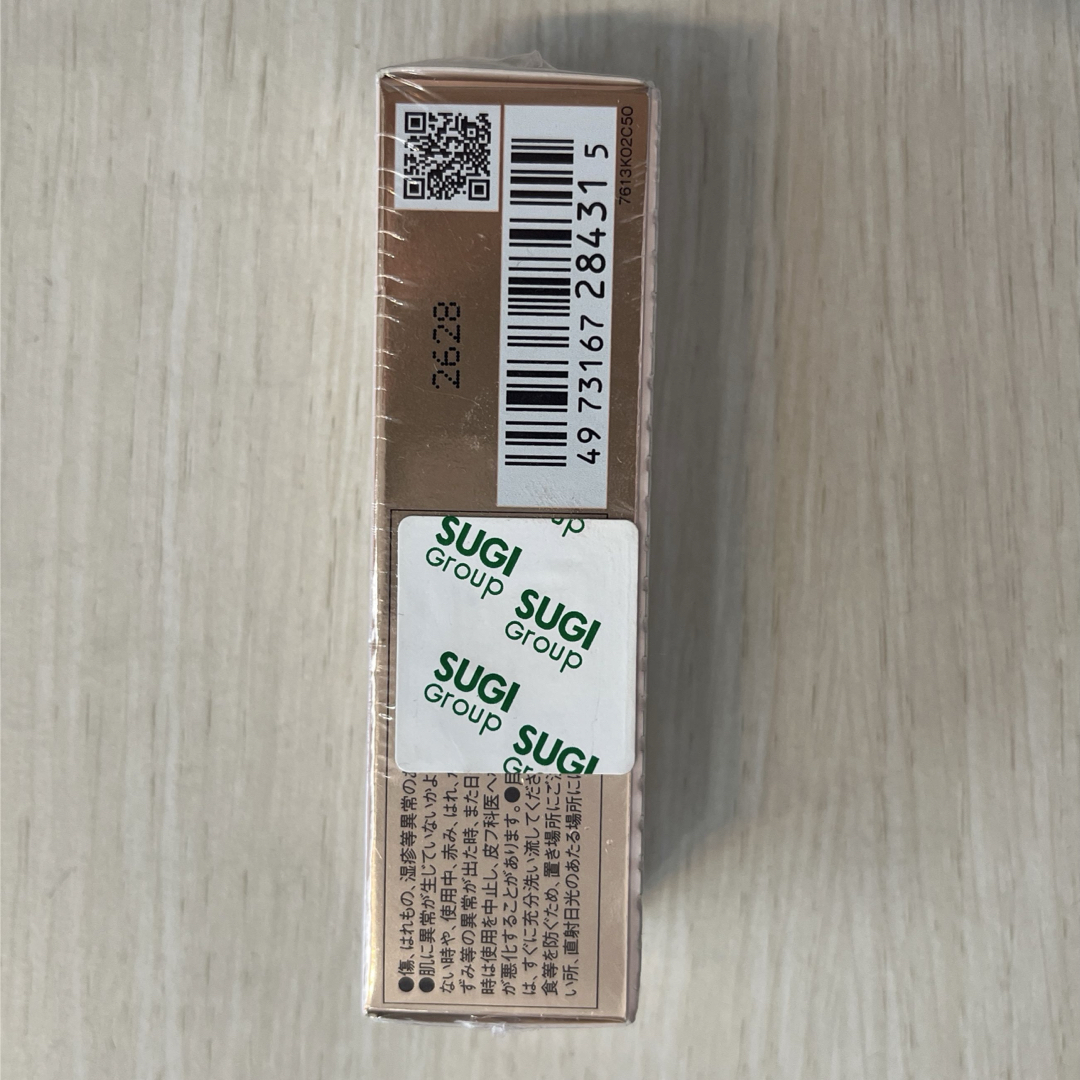 7613K02C50
4973167284315
2628
up
SUGI
Group
SUGI
Group
SUGI
Group
SUGI
Gr
●傷、はれもの、湿疹等異常の
●肌に異常が生じていないかよ
ない時や、使用中、赤み、はれ、
ずみ等の異常が出た時、また日
時は使用を中止し、皮フ科医へ
が悪化することがあります。●目
は、すぐに充分洗い流してくださ
食等を防ぐため、置き場所にご注
い所、直射日光のあたる場所に